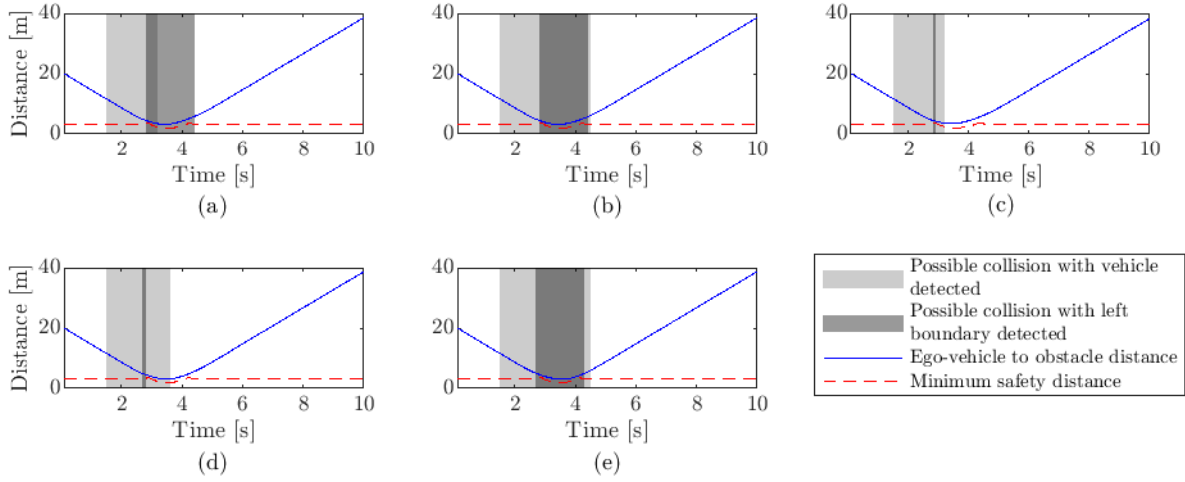 Distance [m]
40
20
0
2 4 6 8 10
Time [s]
(a)
40
20
0
2 4 6 8 10
Time [s]
(b)
40
20
0
2 4 6 8 10
Time [s]
(c)
Distance [m]
40
20
0
2 4 6 8 10
Time [s]
(d)
40
20
0
2 4 6 8 10
Time [s]
(e)
Possible collision with vehicle
detected
Possible collision with left
boundary detected
Ego-vehicle to obstacle distance
Minimum safety distance